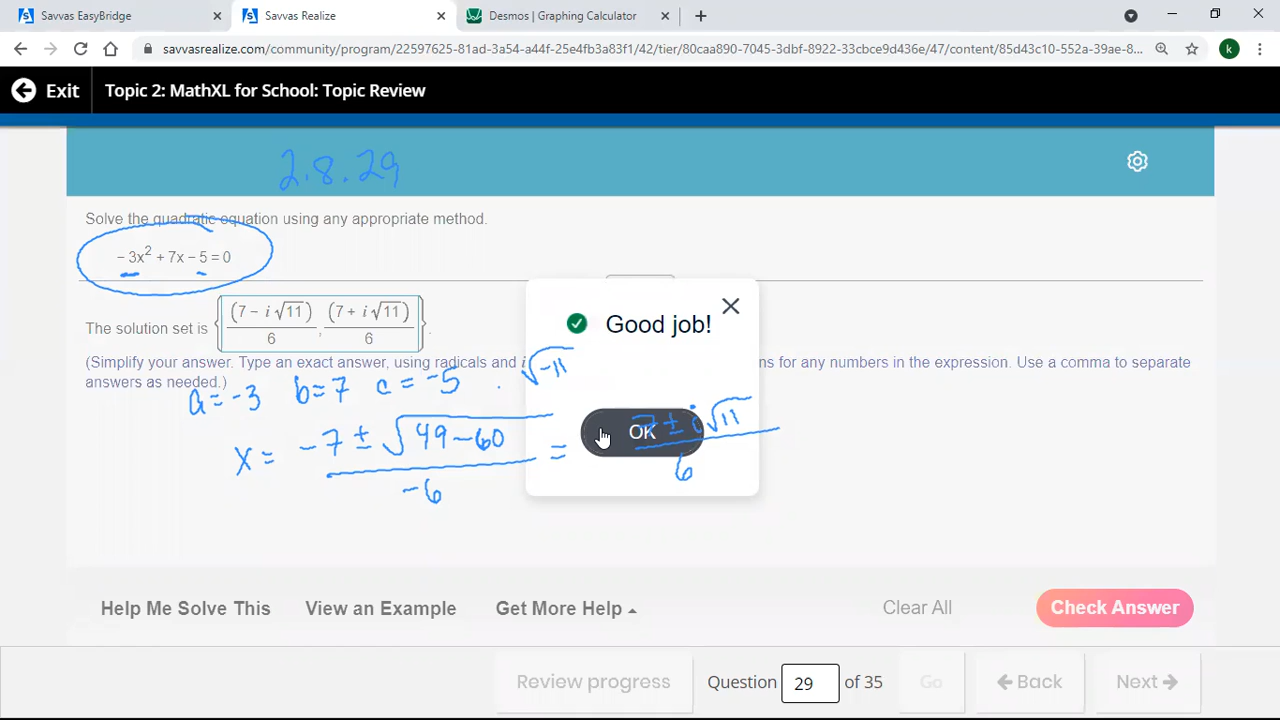 Savvas EasyBridge
Savvas Realize
Desmos | Graphing Calculator
savvasrealize.com/community/program/22597625-81ad-3a54-a44f-25e4fb3a83f1/42/tier/80caa890-7045-3dbf-8922-33cbce9d436e/47/content/85d43c10-552a-39ae-8...
k
Exit
Topic 2: MathXL for School: Topic Review
2.8.29
Solve the quadratic equation using any appropriate method.
− 3x² + 7x − 5 = 0
The solution set is {(7 − i√11)/6, (7 + i√11)/6}.
Good job!
(Simplify your answer. Type an exact answer, using radicals and i ns for any numbers in the expression. Use a comma to separate
answers as needed.)
a = -3 b = 7 c = -5 . √-11
x = -7 ± √49 - 60 / -6 = 7 ± i √11 / 6
OK
Help Me Solve This
View an Example
Get More Help
Clear All
Check Answer
Review progress
Question 29 of 35
Go
Back
Next